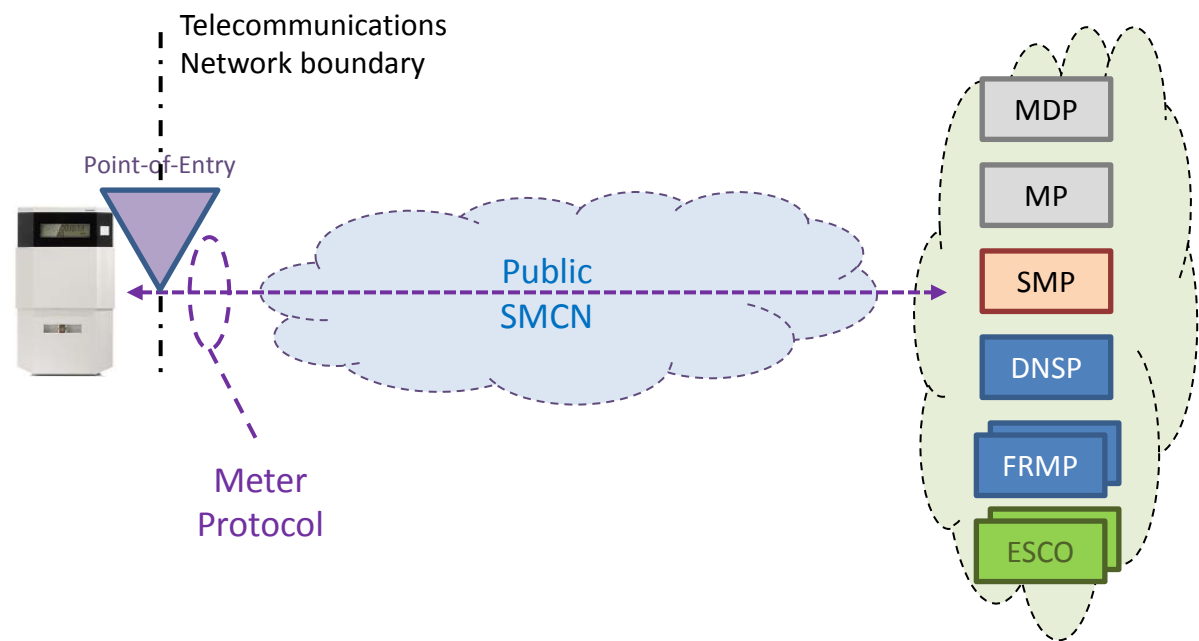 Telecommunications
Network boundary
Point-of-Entry
Public
SMCN
Meter
Protocol
MDP
MP
SMP
DNSP
FRMP
ESCO